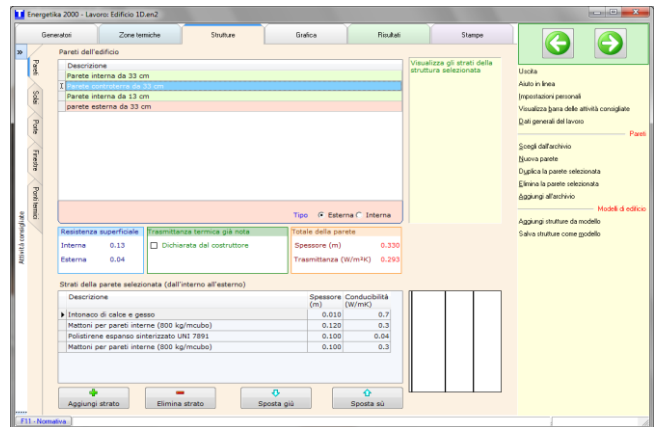 Energetika 2000 - Lavoro: Edificio 1D.en2
Generatori Zone termiche Strutture Grafica Risultati Stampe
»
Pareti
Solai
Porte
Finestre
Ponti termici
Attività consigliate
Pareti dell'edificio
Descrizione
Parete interna da 33 cm
Parete controterra da 33 cm
Parete interna da 13 cm
parete esterna da 33 cm
Tipo Esterna Interna
Visualizza gli strati della
struttura selezionata
Resistenza superficiale
Interna 0.13
Esterna 0.04
Trasmittanza termica già nota
Dichiarata dal costruttore
Totale della parete
Spessore (m) 0.330
Trasmittanza (W/m²K) 0.293
Strati della parete selezionata (dall'interno all'esterno)
Descrizione Spessore (m) Conducibilità (W/mK)
Intonaco di calce e gesso 0.010 0.7
Mattoni per pareti interne (800 kg/mcubo) 0.120 0.3
Polistirene espanso sinterizzato UNI 7891 0.100 0.04
Mattoni per pareti interne (800 kg/mcubo) 0.100 0.3
Aggiungi strato
Elimina strato
Sposta giù
Sposta sù
Uscita
Aiuto in linea
Impostazioni personali
Visualizza barra delle attività consigliate
Dati generali del lavoro
Pareti
Scegli dall'archivio
Nuova parete
Duplica la parete selezionata
Elimina la parete selezionata
Aggiungi all'archivio
Modelli di edificio
Aggiungi strutture da modello
Salva strutture come modello
F11 - Normativa